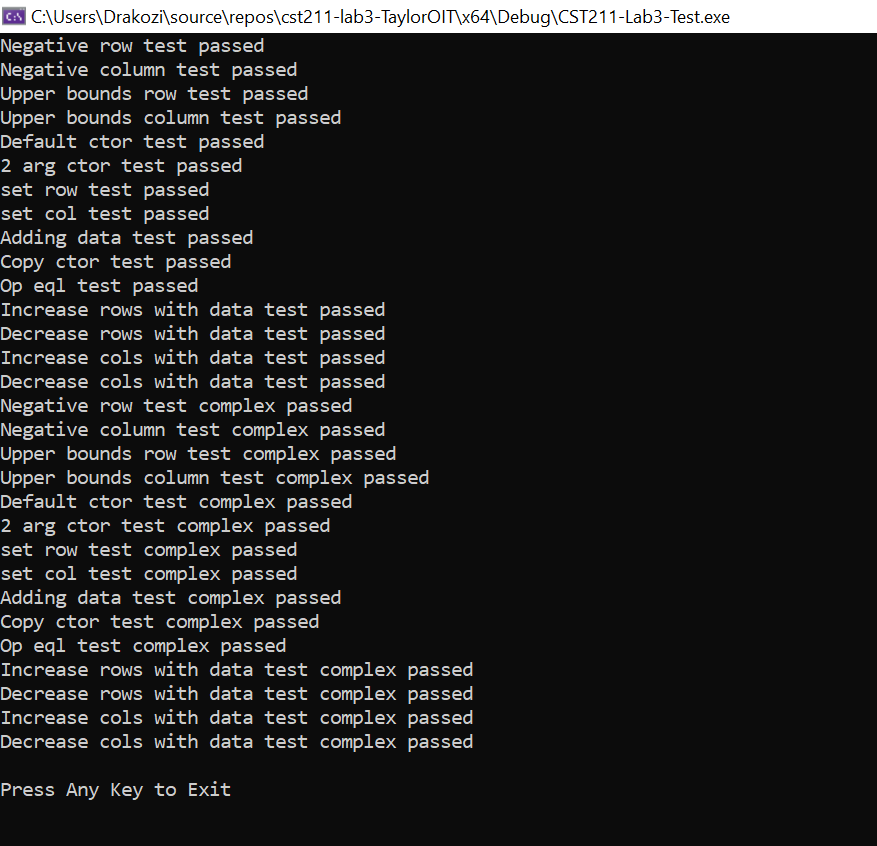 C:\Users\Drakozi\source\repos\cst211-lab3-TaylorOIT\x64\Debug\CST211-Lab3-Test.exe
Negative row test passed
Negative column test passed
Upper bounds row test passed
Upper bounds column test passed
Default ctor test passed
2 arg ctor test passed
set row test passed
set col test passed
Adding data test passed
Copy ctor test passed
Op eql test passed
Increase rows with data test passed
Decrease rows with data test passed
Increase cols with data test passed
Decrease cols with data test passed
Negative row test complex passed
Negative column test complex passed
Upper bounds row test complex passed
Upper bounds column test complex passed
Default ctor test complex passed
2 arg ctor test complex passed
set row test complex passed
set col test complex passed
Adding data test complex passed
Copy ctor test complex passed
Op eql test complex passed
Increase rows with data test complex passed
Decrease rows with data test complex passed
Increase cols with data test complex passed
Decrease cols with data test complex passed
Press Any Key to Exit